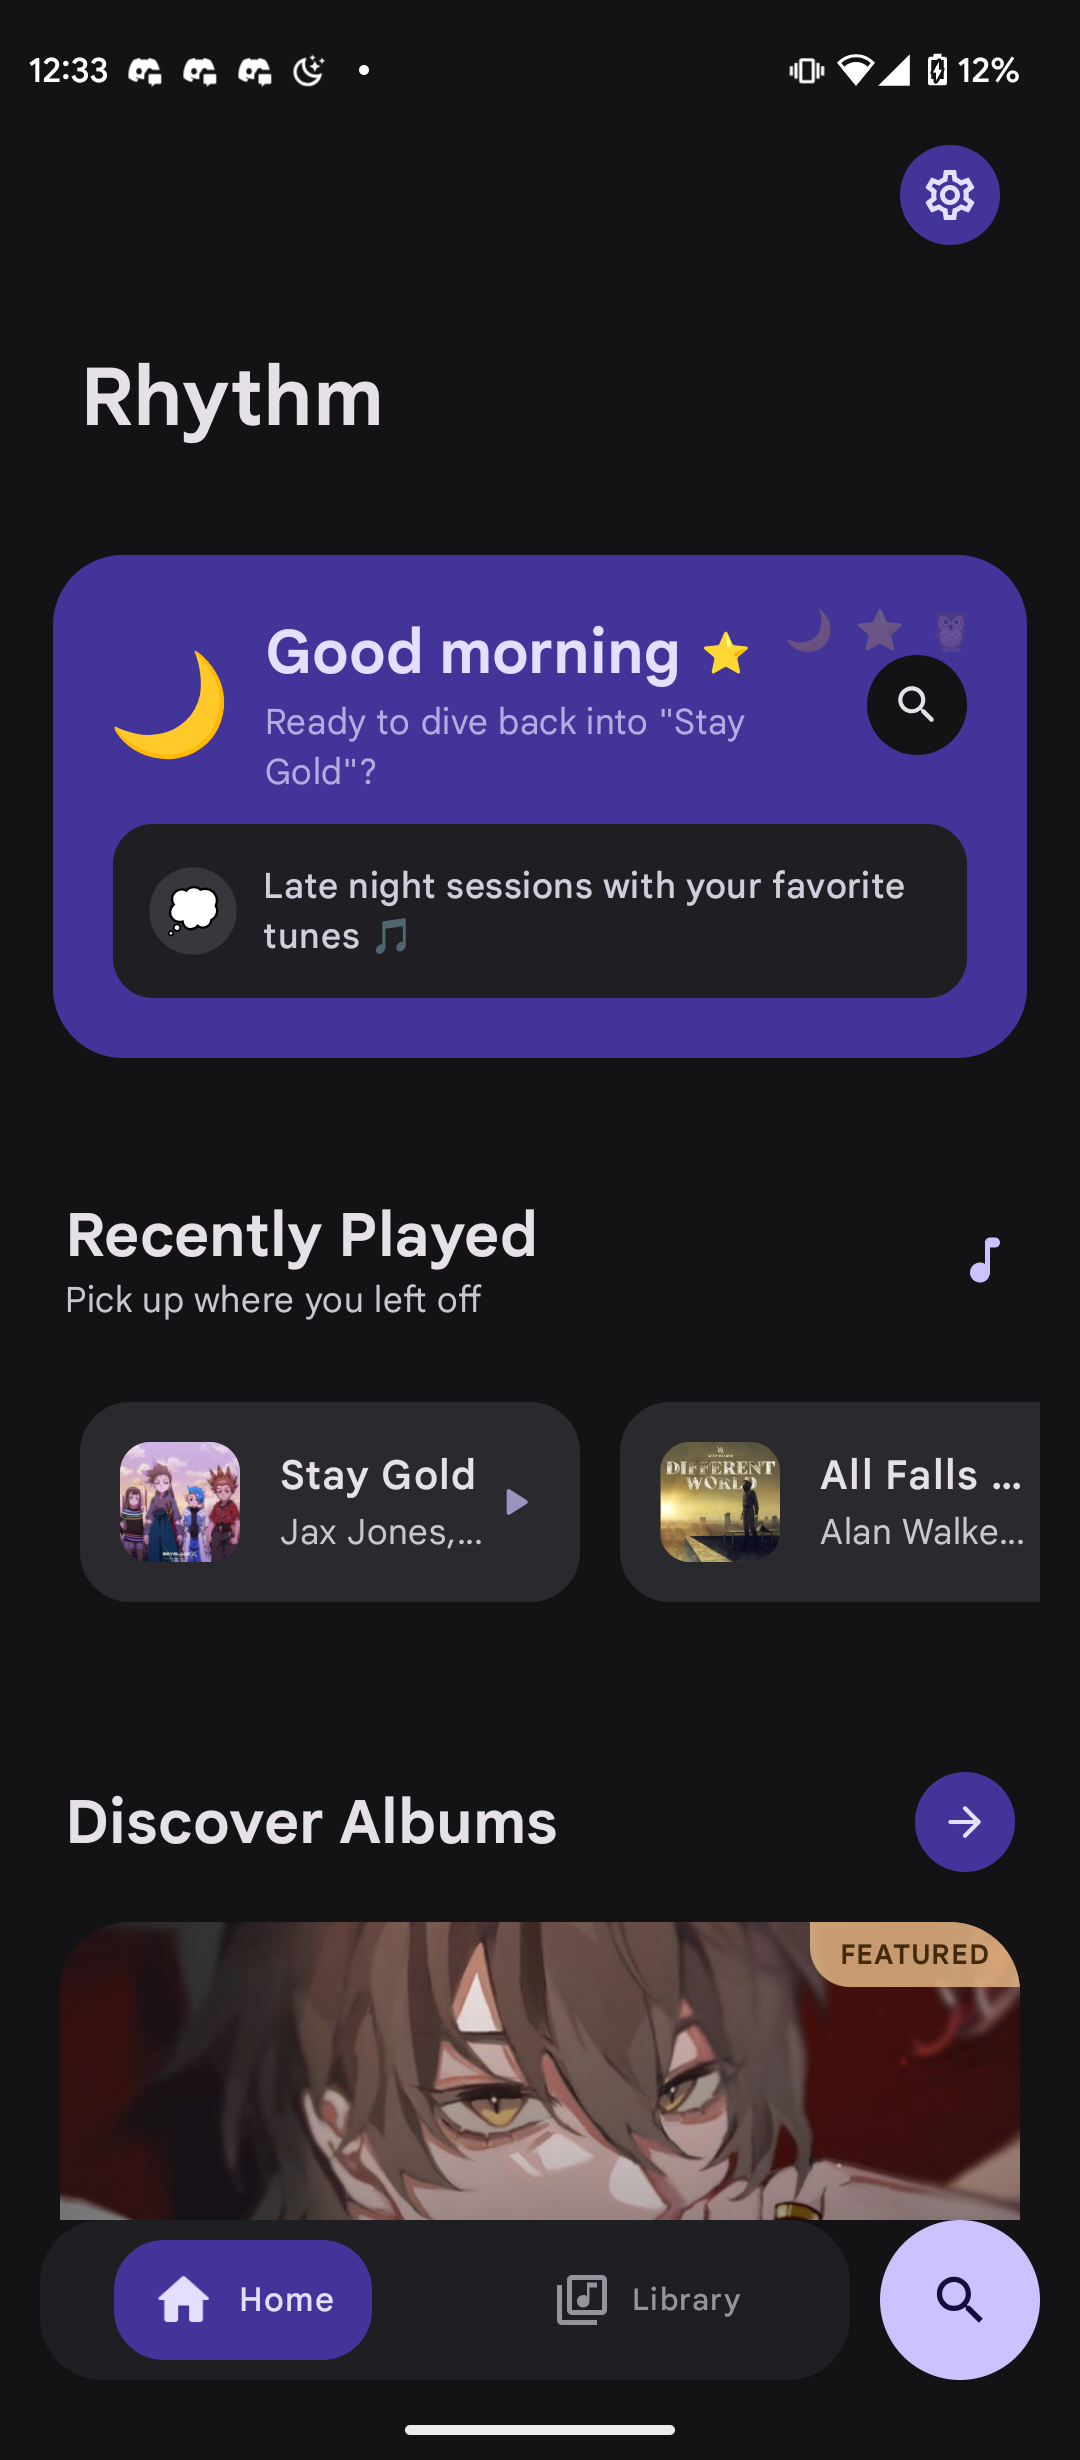 12:33
12%
Rhythm
Good morning ⭐
Ready to dive back into "Stay
Gold"?
Late night sessions with your favorite
tunes 🎵
Recently Played
Pick up where you left off
Stay Gold
Jax Jones,...
DIFFERENT
WORLD
All Falls ...
Alan Walke...
Discover Albums
FEATURED
Home
Library